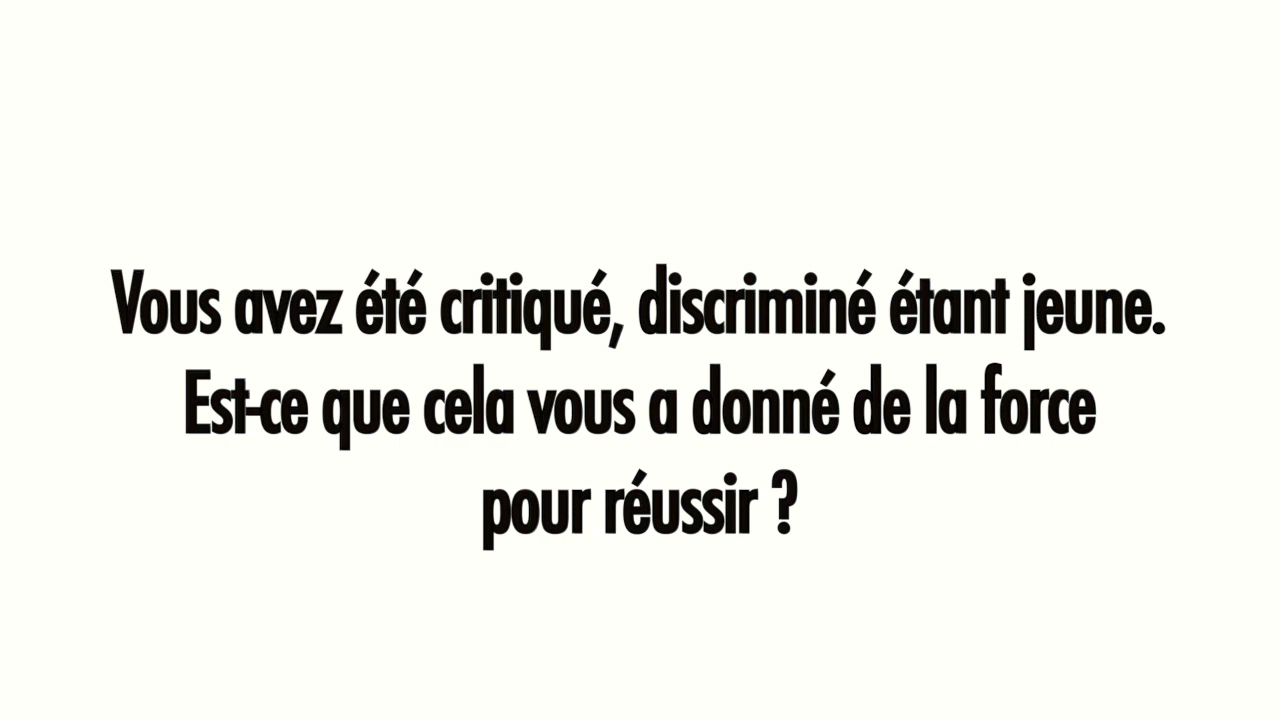 Vous avez été critiqué, discriminé étant jeune.
Est-ce que cela vous a donné de la force
pour réussir ?